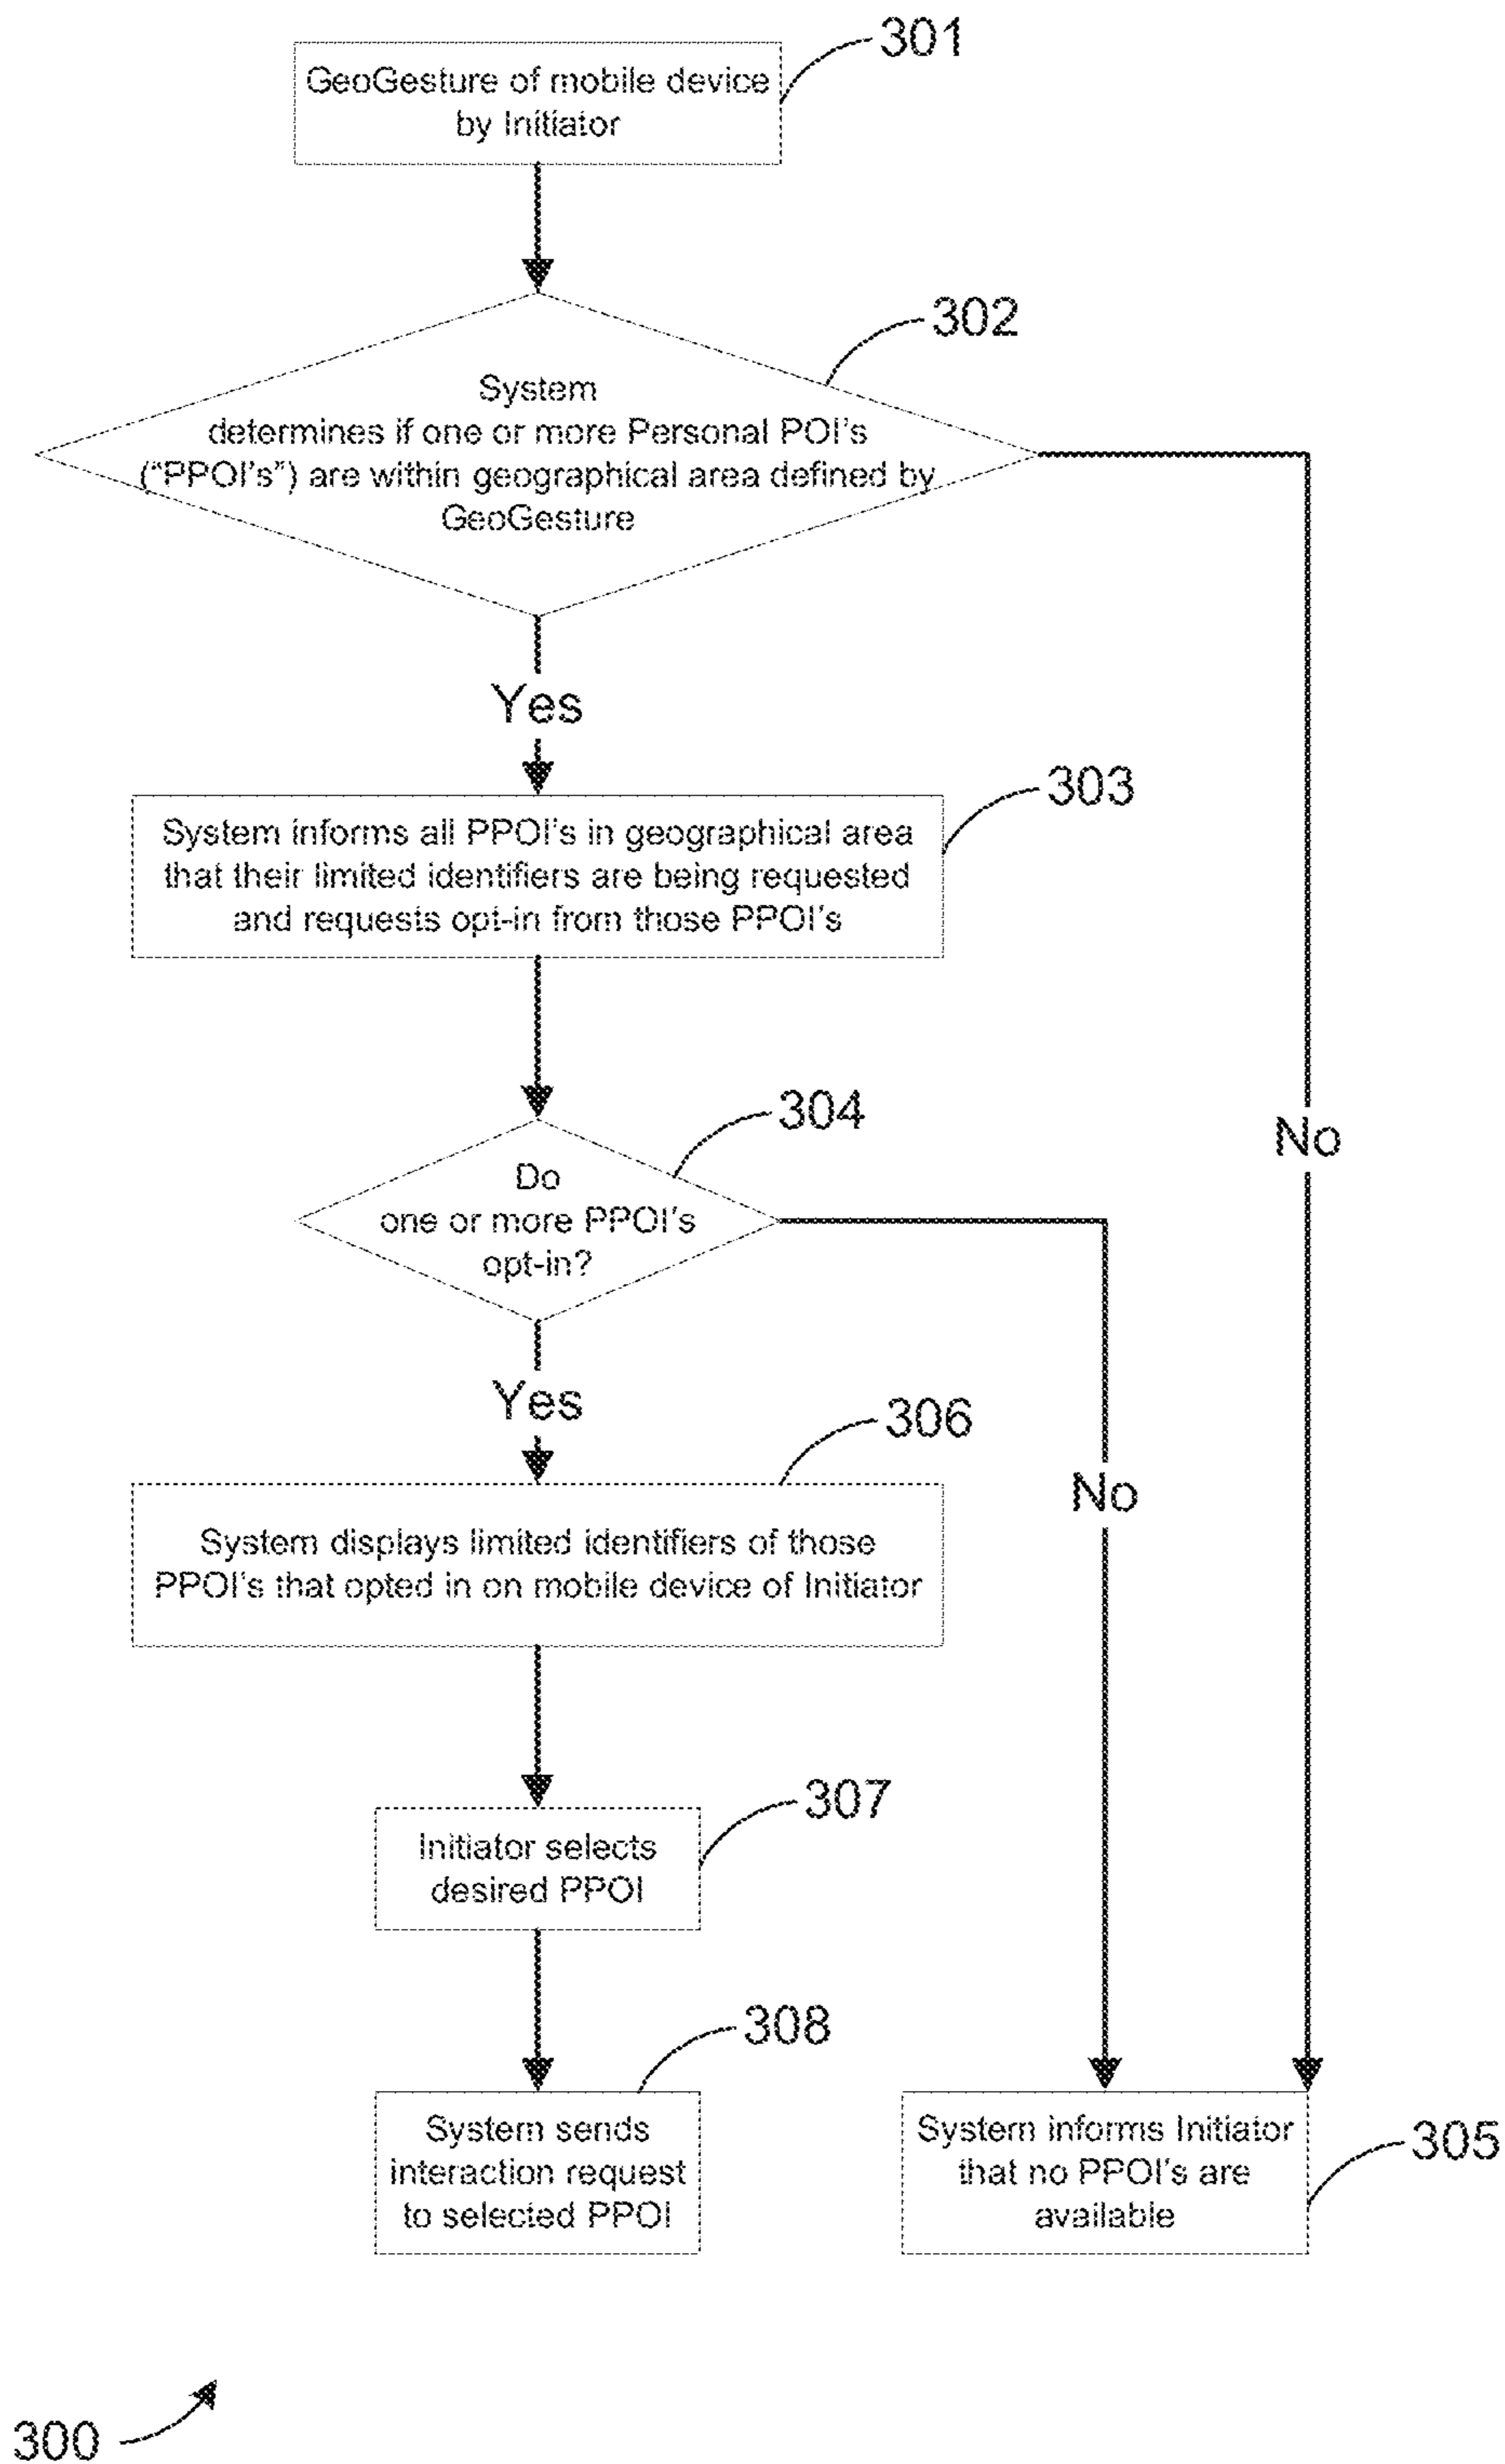 301
GeoGesture of mobile device
by Initiator
302
System
determines if one or more Personal POI's
("PPOI's") are within geographical area defined by
GeoGesture
Yes
303
System informs all PPOI's in geographical area
that their limited identifiers are being requested
and requests opt-in from those PPOI's
304
No
Do
one or more PPOI's
opt-in?
Yes
306
No
System displays limited identifiers of those
PPOI's that opted in on mobile device of Initiator
307
Initiator selects
desired PPOI
308
System sends
interaction request
to selected PPOI
System informs Initiator
that no PPOI's are
available
305
300